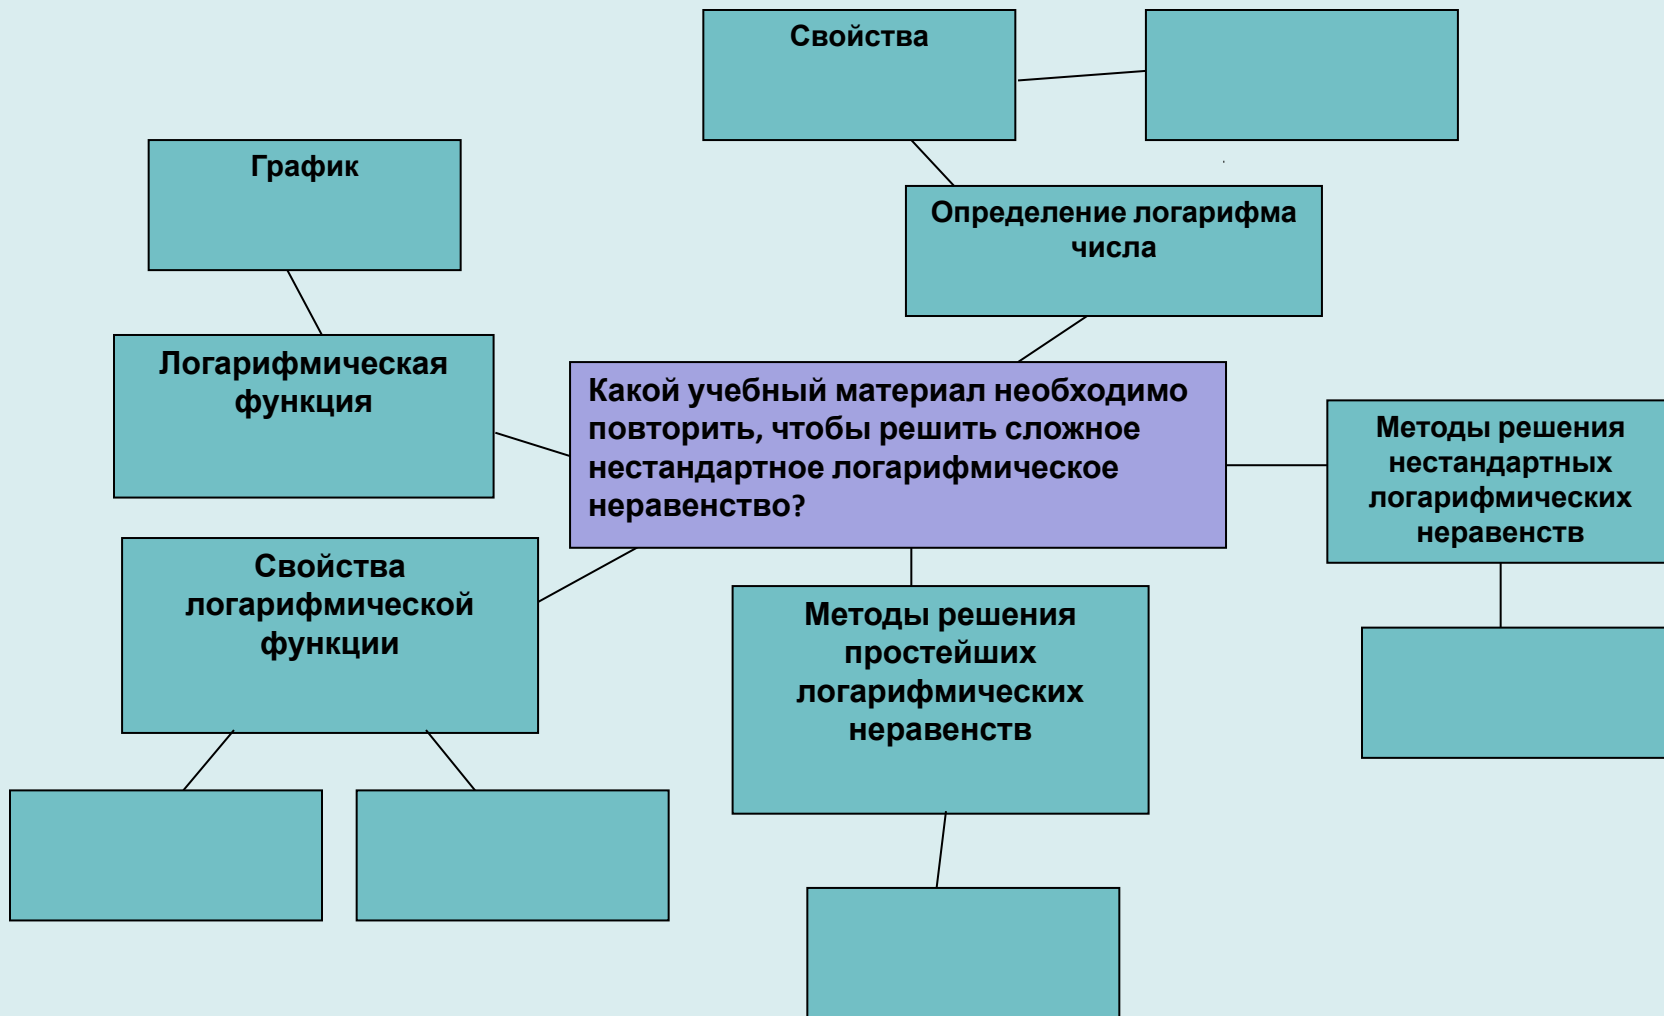 Свойства
График
Определение логарифма
числа
Логарифмическая
функция
Какой учебный материал необходимо
повторить, чтобы решить сложное
нестандартное логарифмическое
неравенство?
Методы решения
нестандартных
логарифмических
неравенств
Свойства
логарифмической
функции
Методы решения
простейших
логарифмических
неравенств